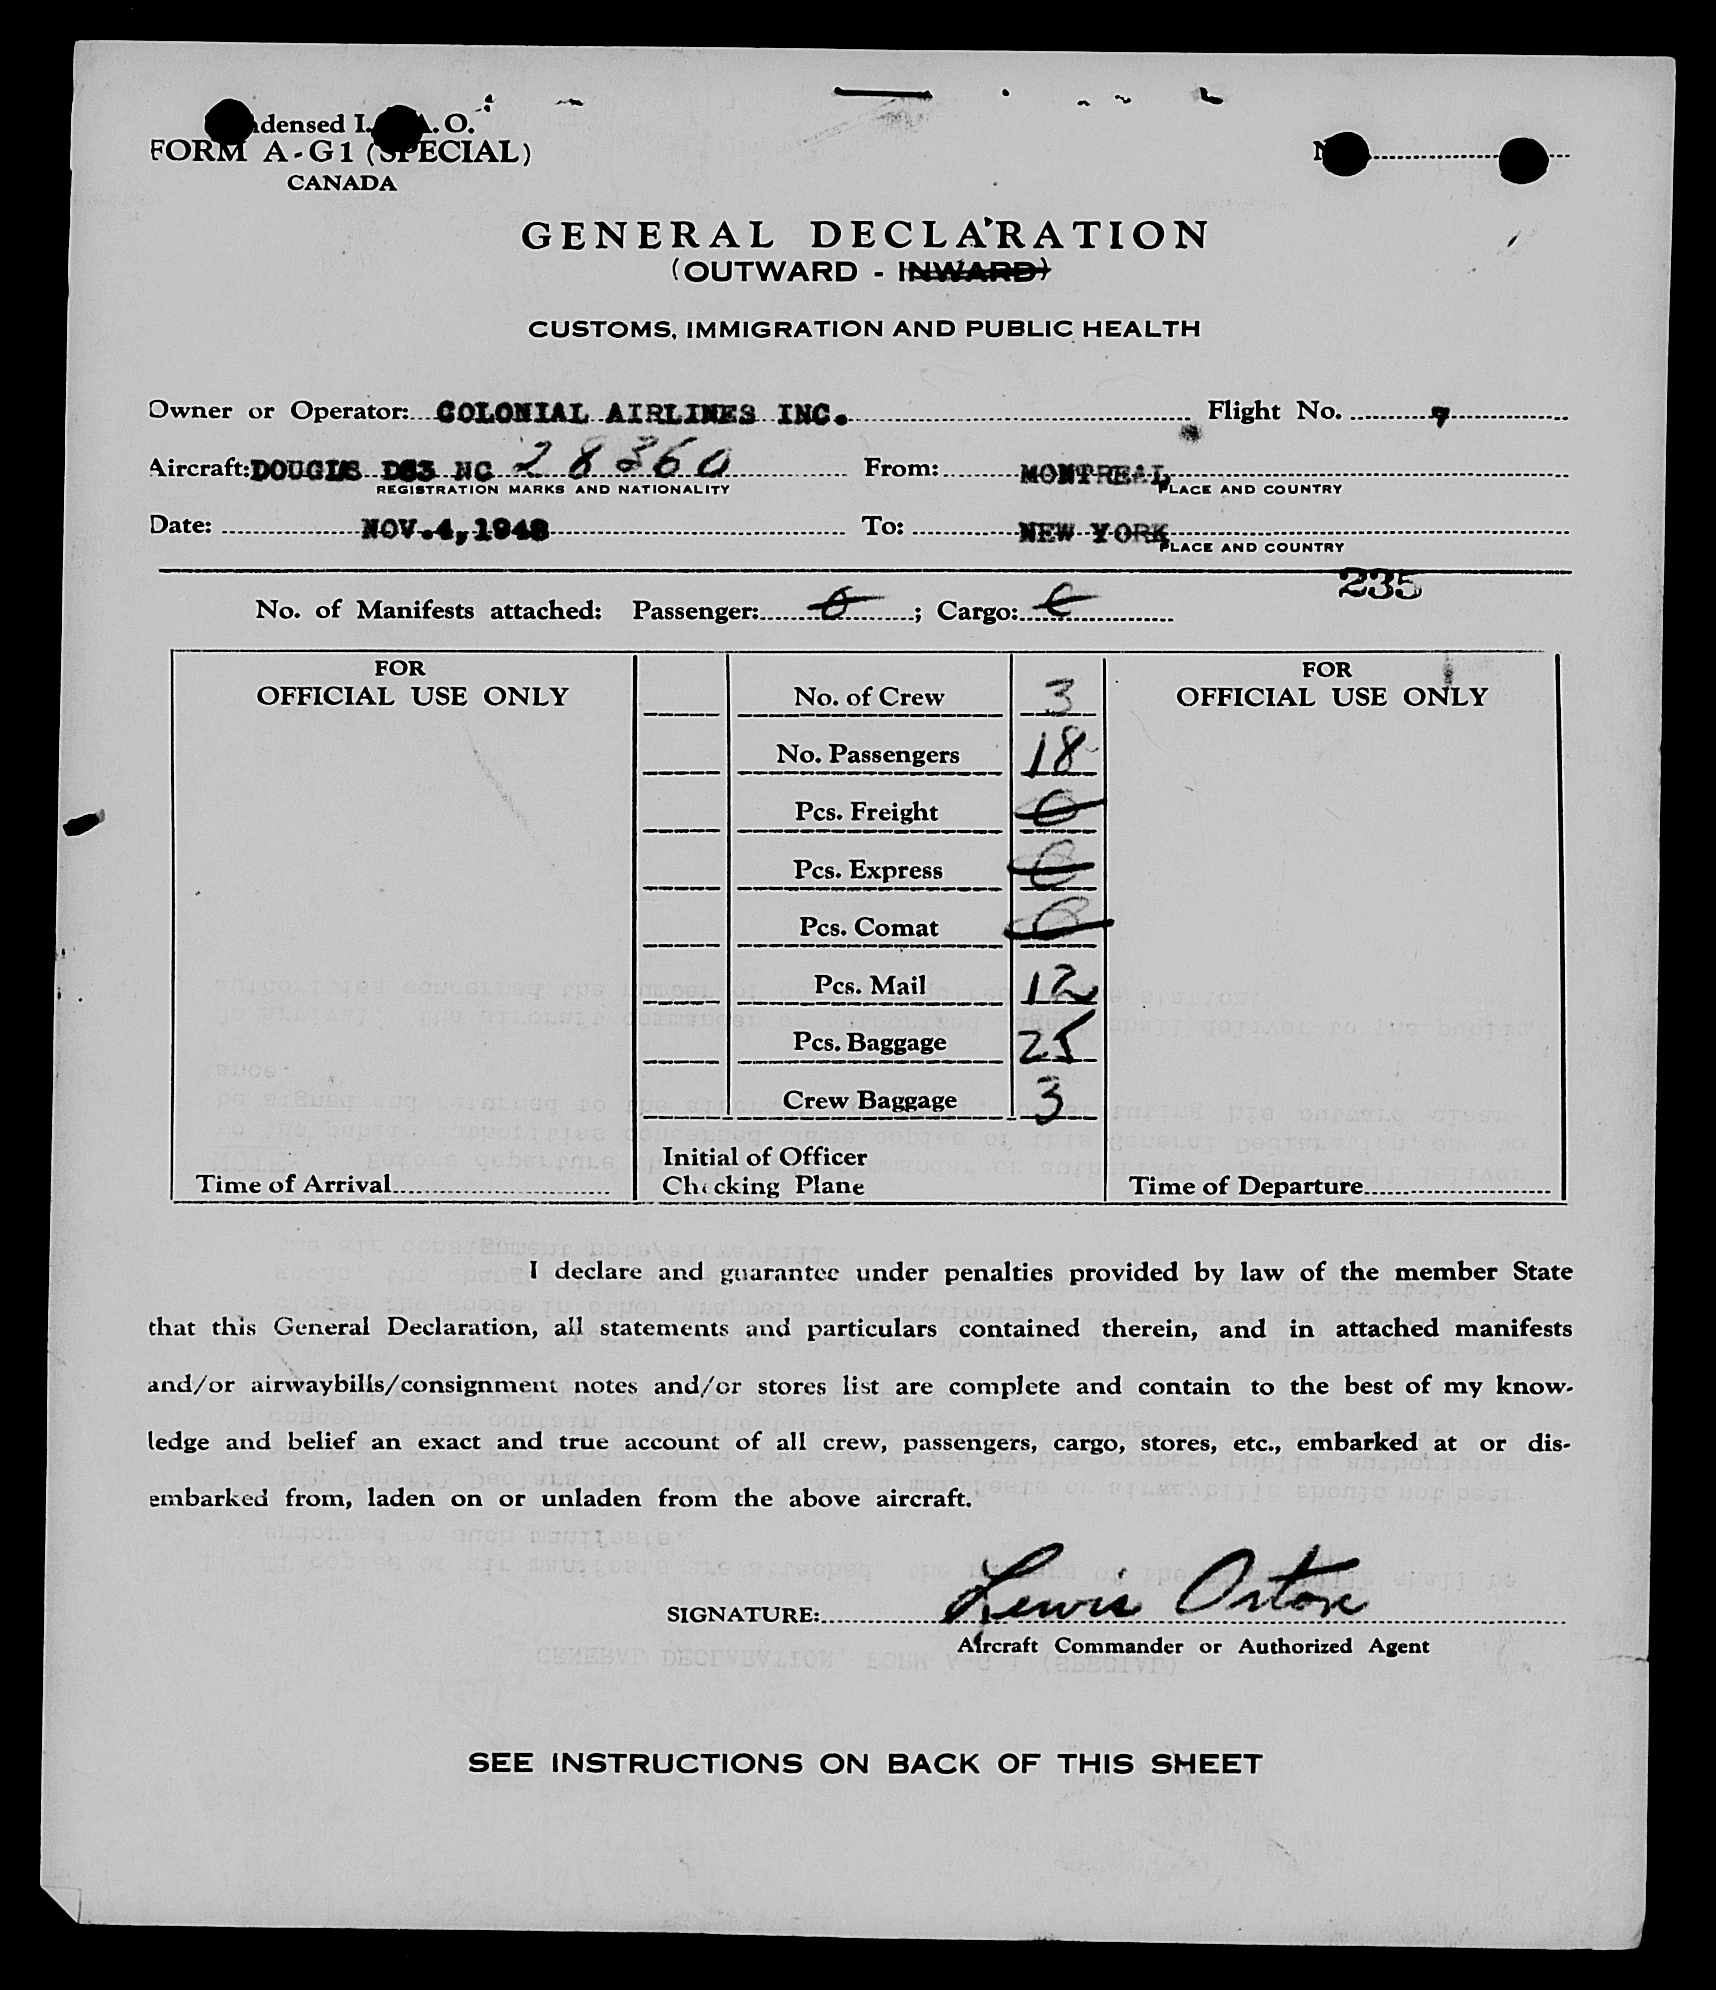 densed I. A. O.
FORM A-G1 (SPECIAL)
CANADA
GENERAL DECLARATION
(OUTWARD - INWARD)
CUSTOMS, IMMIGRATION AND PUBLIC HEALTH
Owner or Operator: COLONIAL AIRLINES INC. Flight No. 7
Aircraft: DOUGLS DC3 NC 28360 From: MONTREAL
REGISTRATION MARKS AND NATIONALITY PLACE AND COUNTRY
Date: NOV.4,1948 To: NEW YORK
PLACE AND COUNTRY
235
No. of Manifests attached: Passenger: 0; Cargo: 0
FOR
OFFICIAL USE ONLY
No. of Crew 3
No. Passengers 18
Pcs. Freight 0
Pcs. Express 0
Pcs. Comat 0
Pcs. Mail 12
Pcs. Baggage 25
Crew Baggage 3
FOR
OFFICIAL USE ONLY
Time of Arrival
Initial of Officer
Checking Plane
Time of Departure
I declare and guarantee under penalties provided by law of the member State
that this General Declaration, all statements and particulars contained therein, and in attached manifests
and/or airwaybills/consignment notes and/or stores list are complete and contain to the best of my know-
ledge and belief an exact and true account of all crew, passengers, cargo, stores, etc., embarked at or dis-
embarked from, laden on or unladen from the above aircraft.
SIGNATURE: Lewis Orton
Aircraft Commander or Authorized Agent
SEE INSTRUCTIONS ON BACK OF THIS SHEET